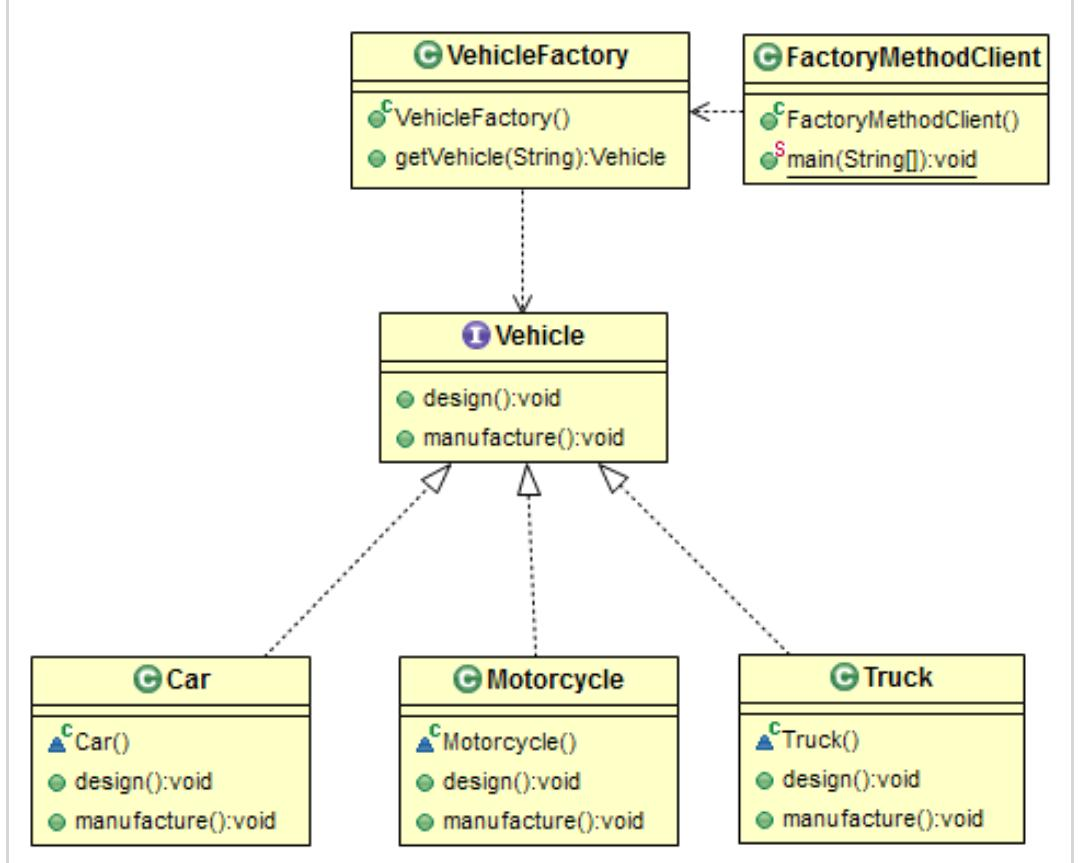 VehicleFactory
VehicleFactory()
getVehicle(String):Vehicle
FactoryMethodClient
FactoryMethodClient()
main(String[]):void
Vehicle
design():void
manufacture():void
Car
Car()
design():void
manufacture():void
Motorcycle
Motorcycle()
design():void
manufacture():void
Truck
Truck()
design():void
manufacture():void